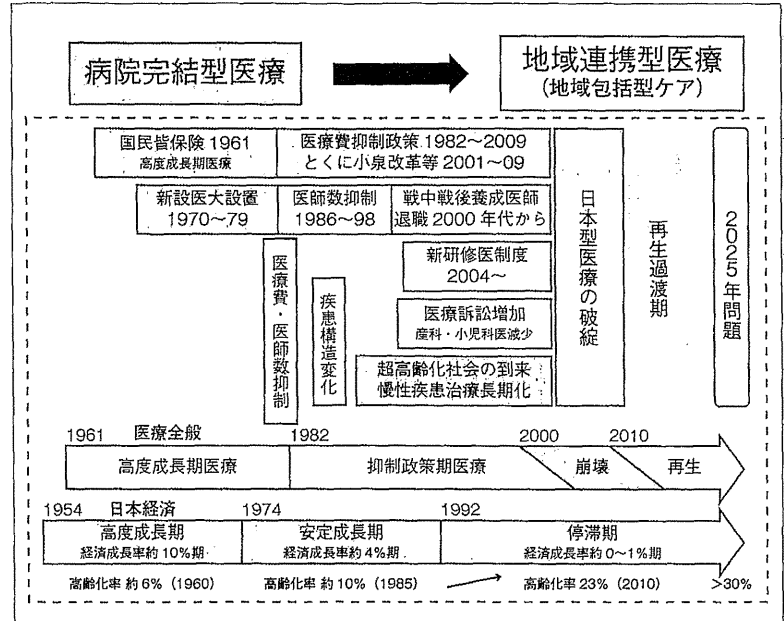 病院完結型医療
地域連携型医療
(地域包括型ケア)
国民皆保険 1961
高度成長期医療
医療費抑制政策 1982～2009
とくに小泉改革等 2001～09
新設医大設置
1970～79
医師数抑制
1986～98
戦中戦後養成医師
退職 2000 年代から
新研修医制度
2004～
医療訴訟増加
産科・小児科医減少
超高齢化社会の到来
慢性疾患治療長期化
医療費・医師数抑制
疾患構造変化
日本型医療の破綻
再生過渡期
2025年問題
1961 医療全般 1982 2000 2010
高度成長期医療 抑制政策期医療 崩壊 再生
1954 日本経済 1974 1992
高度成長期 安定成長期 停滞期
経済成長率約 10%期 経済成長率約 4%期 経済成長率約 0～1%期
高齢化率 約 6%（1960） 高齢化率 約 10%（1985） 高齢化率 23%（2010） >30%